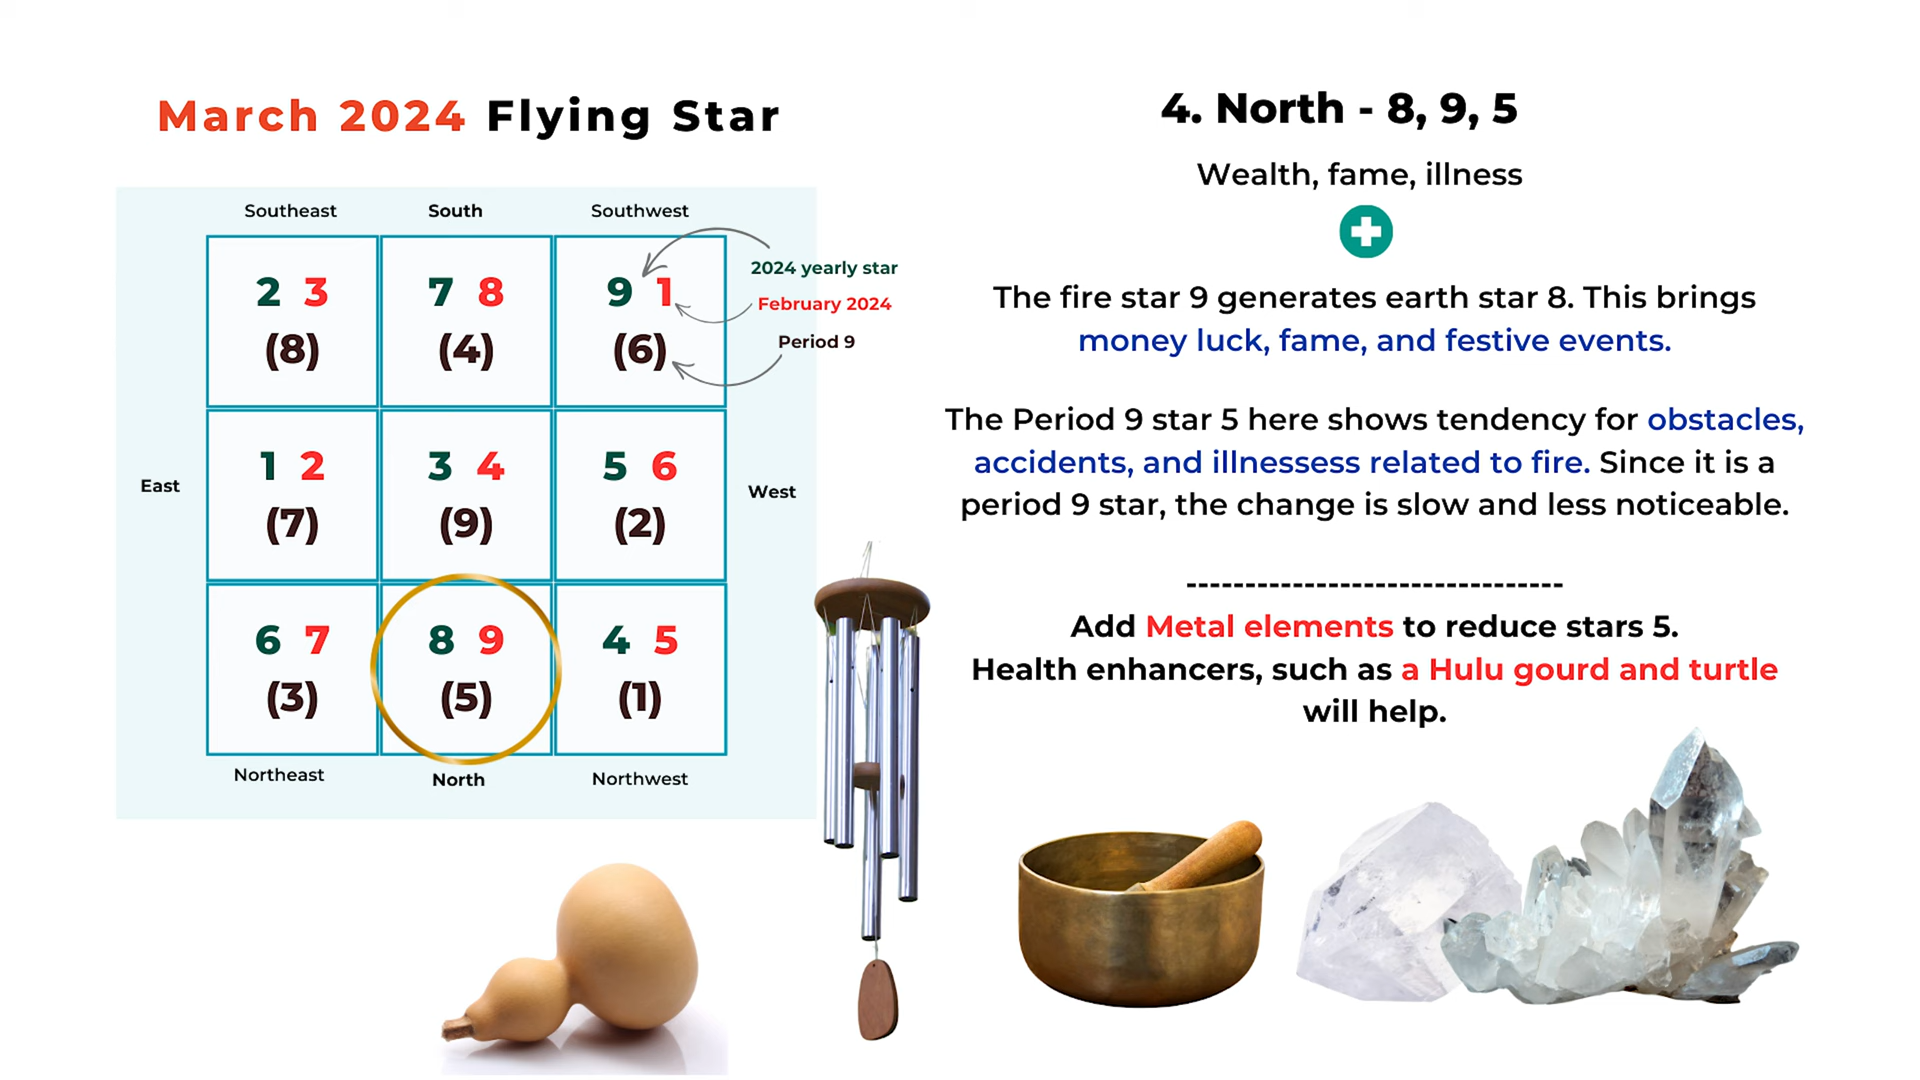 March 2024 Flying Star
Southeast South Southwest
2 3 7 8 9 1
(8) (4) (6)
2024 yearly star
February 2024
Period 9
East
1 2 3 4 5 6
(7) (9) (2)
West
6 7 8 9 4 5
(3) (5) (1)
Northeast North Northwest
4. North - 8, 9, 5
Wealth, fame, illness
The fire star 9 generates earth star 8. This brings
money luck, fame, and festive events.
The Period 9 star 5 here shows tendency for obstacles,
accidents, and illnessess related to fire. Since it is a
period 9 star, the change is slow and less noticeable.
--------------------------------
Add Metal elements to reduce stars 5.
Health enhancers, such as a Hulu gourd and turtle
will help.